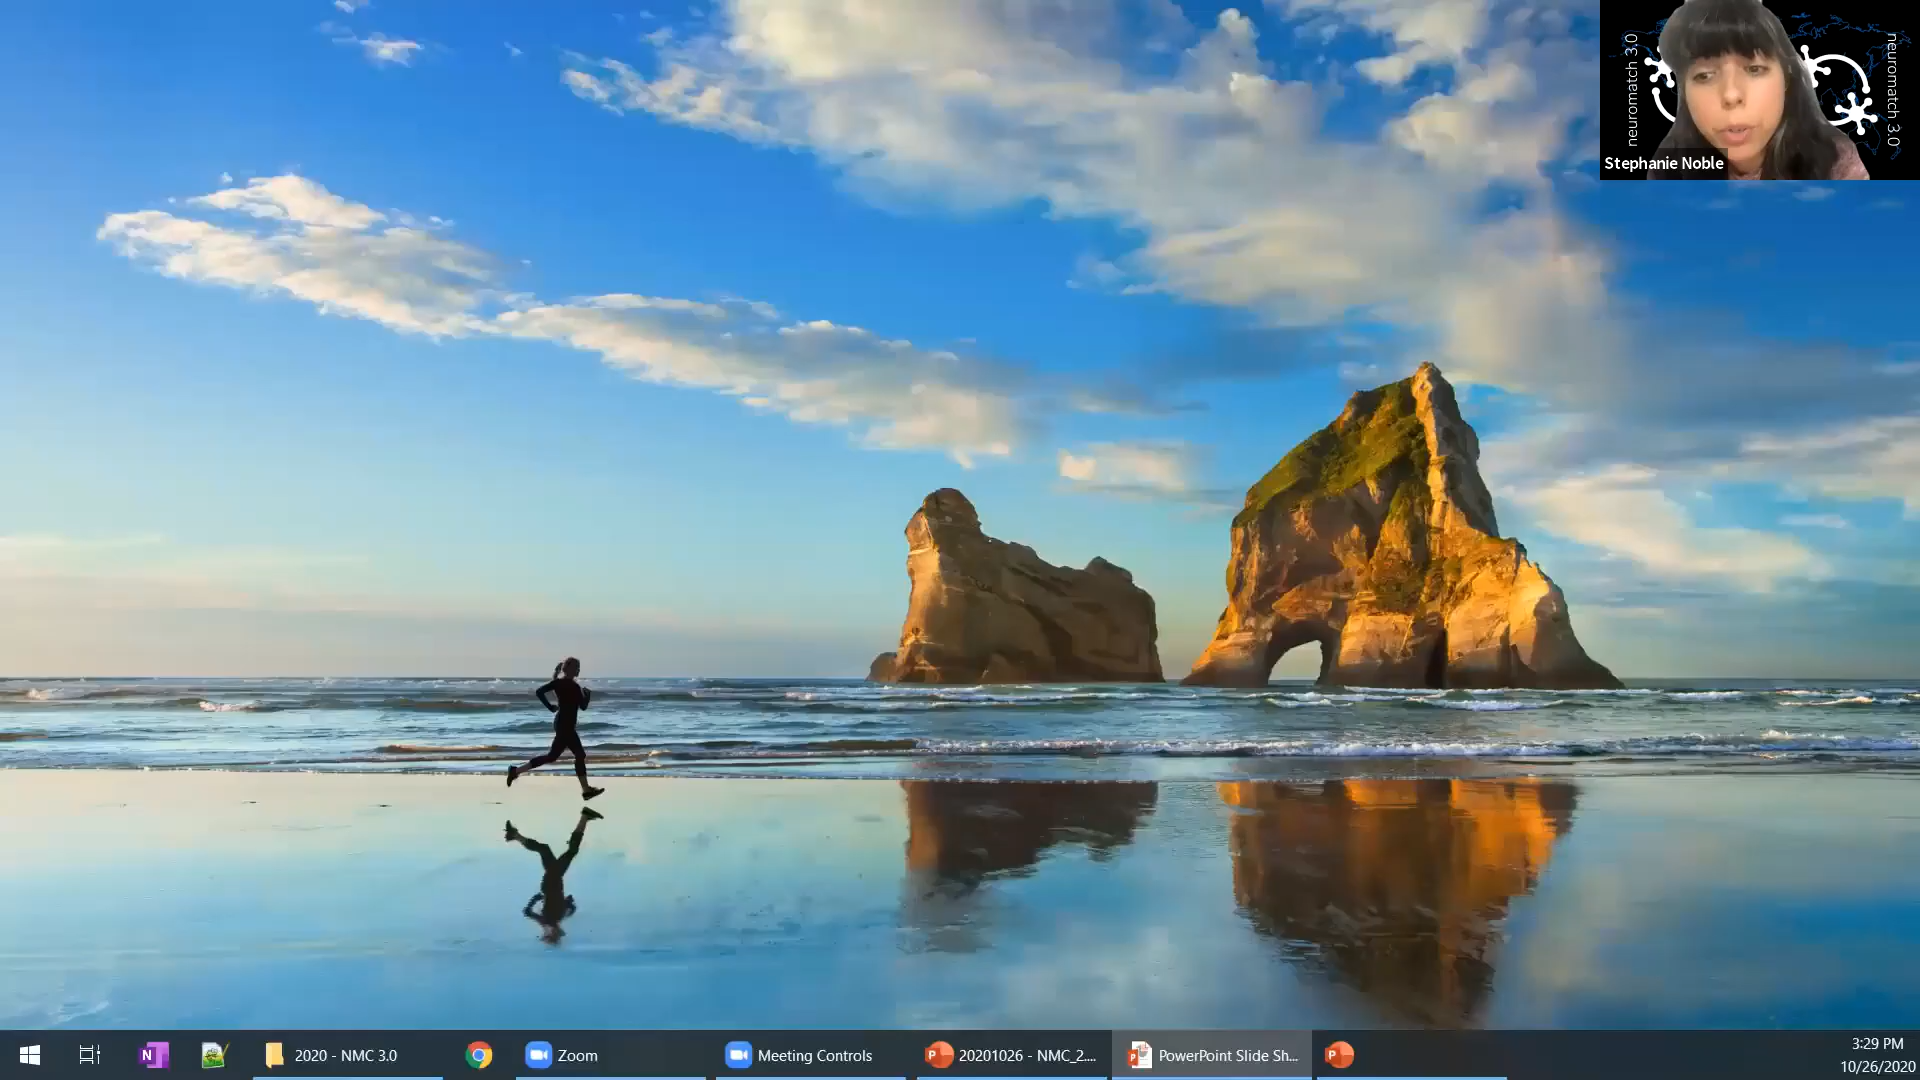 neuromatch 3.0
neuromatch 3.0
Stephanie Noble
2020 - NMC 3.0
Zoom
Meeting Controls
20201026 - NMC_2....
PowerPoint Slide Sh...
3:29 PM
10/26/2020